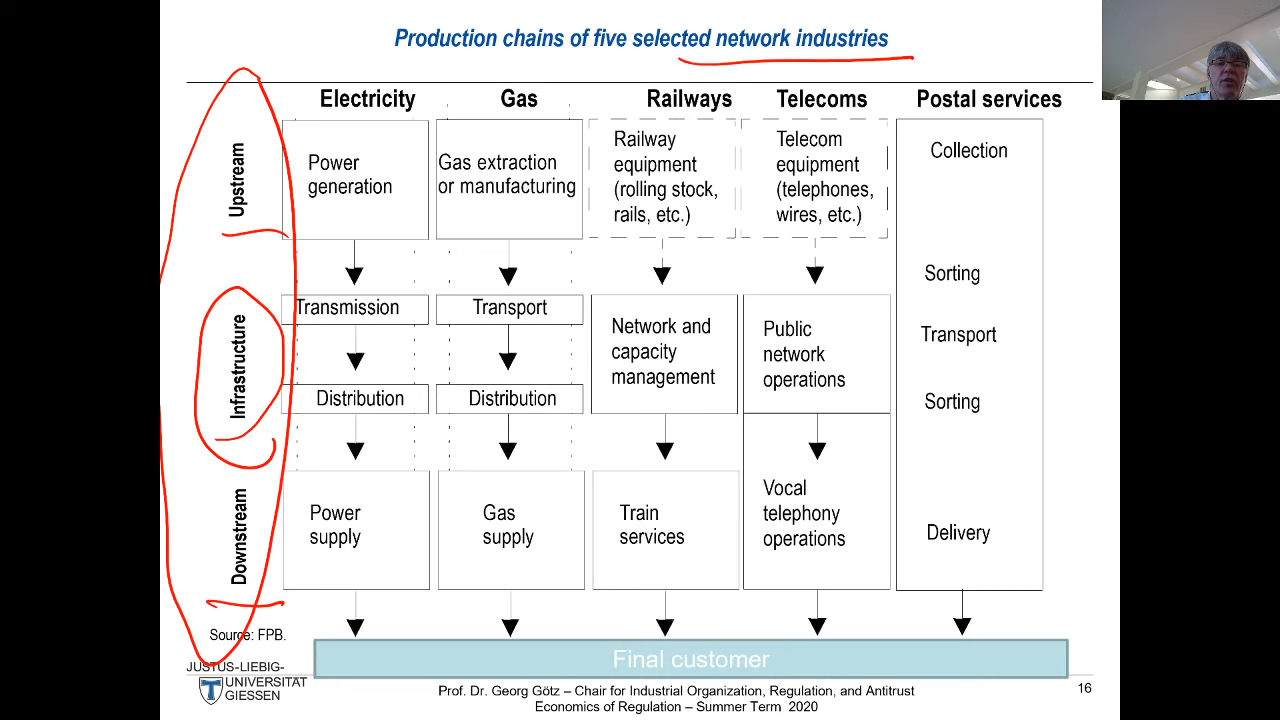 Production chains of five selected network industries
Electricity
Gas
Railways
Telecoms
Postal services
Upstream
Power
generation
Gas extraction
or manufacturing
Railway
equipment
(rolling stock,
rails, etc.)
Telecom
equipment
(telephones,
wires, etc.)
Collection
Sorting
Infrastructure
Transmission
Transport
Network and
capacity
management
Public
network
operations
Transport
Distribution
Distribution
Sorting
Downstream
Power
supply
Gas
supply
Train
services
Vocal
telephony
operations
Delivery
Source: FPB.
Final customer
JUSTUS-LIEBIG-
UNIVERSITAT
GIESSEN
Prof. Dr. Georg Götz – Chair for Industrial Organization, Regulation, and Antitrust
Economics of Regulation – Summer Term 2020
16